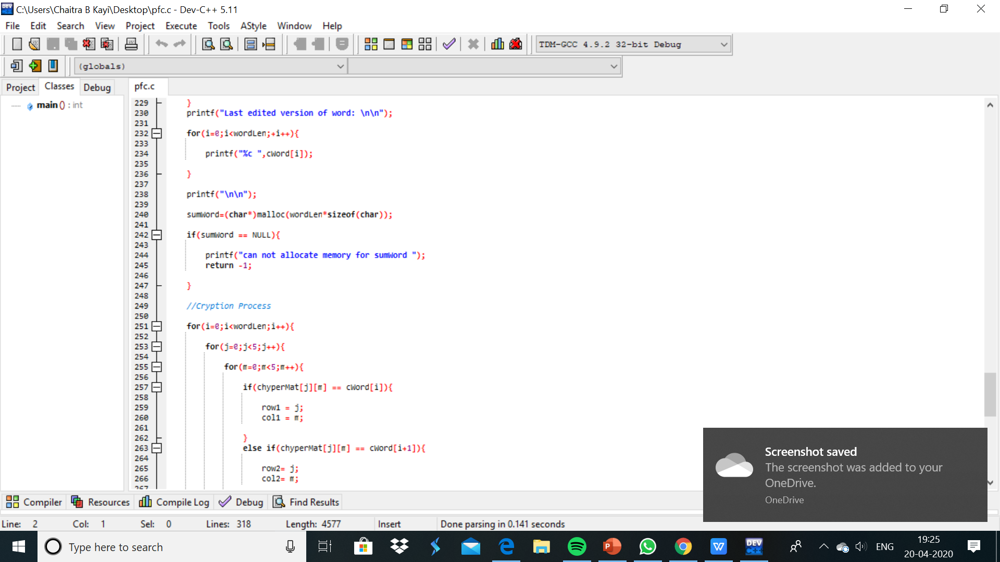 C:\Users\Chaitra B Kayi\Desktop\pfc.c - Dev-C++ 5.11
File Edit Search View Project Execute Tools AStyle Window Help
TDM-GCC 4.9.2 32-bit Debug
(globals)
Project Classes Debug
pfc.c
main () : int
229 }
230 printf("Last edited version of word: \n\n");
231
232 for(i=0;i<wordLen;+i++){
233
234 printf("%c ",cWord[i]);
235
236 }
237
238 printf("\n\n");
239
240 sumWord=(char*)malloc(wordLen*sizeof(char));
241
242 if(sumWord == NULL){
243
244 printf("can not allocate memory for sumWord ");
245 return -1;
246
247 }
248
249 //Cryption Process
250
251 for(i=0;i<wordLen;i++){
252
253 for(j=0;j<5;j++){
254
255 for(m=0;m<5;m++){
256
257 if(chyperMat[j][m] == cWord[i]){
258
259 row1 = j;
260 col1 = m;
261
262 }
263 else if(chyperMat[j][m] == cWord[i+1]){
264
265 row2= j;
266 col2= m;
267
Screenshot saved
The screenshot was added to your
OneDrive.
OneDrive
Compiler Resources Compile Log Debug Find Results
Line: 2 Col: 1 Sel: 0 Lines: 318 Length: 4577 Insert Done parsing in 0.141 seconds
Type here to search
DEV
C++
ENG
19:25
20-04-2020